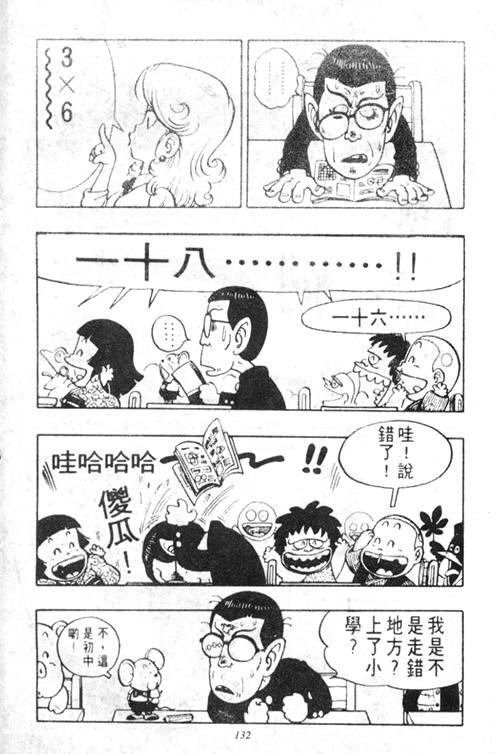 …………
3×6
一十八…………!!
一十六……
……
哇！說
錯了！
哇哈哈哈～～!!
傻瓜！
我是不
是走錯
地方？
上了小
學？
不，這
是初中
喲！
132